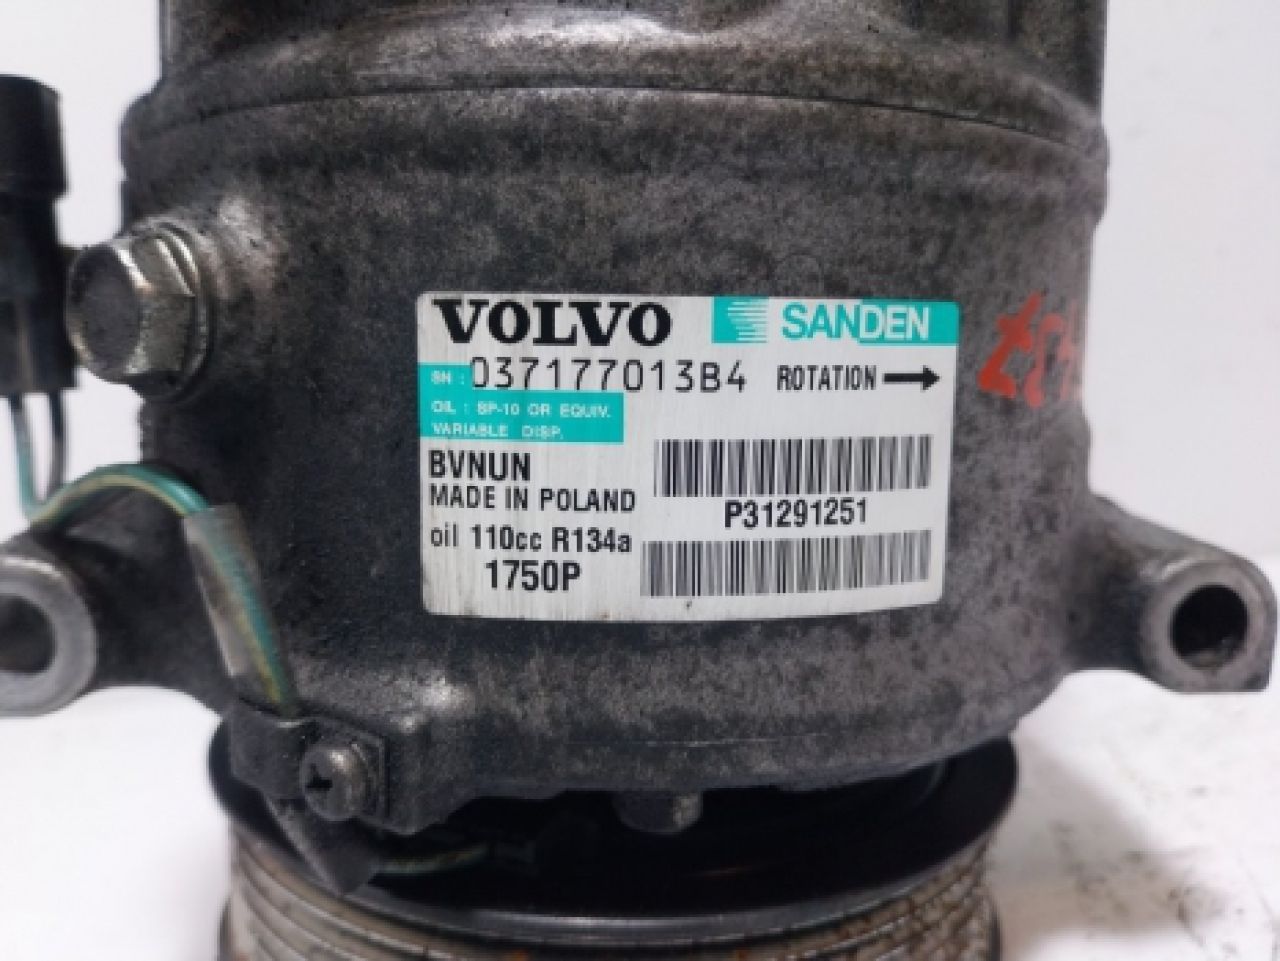 VOLVO SANDEN
SN : 037177013B4 ROTATION
OIL : SP-10 OR EQUIV.
VARIABLE DISP.
BVNUN
MADE IN POLAND
P31291251
oil 110cc R134a
1750P